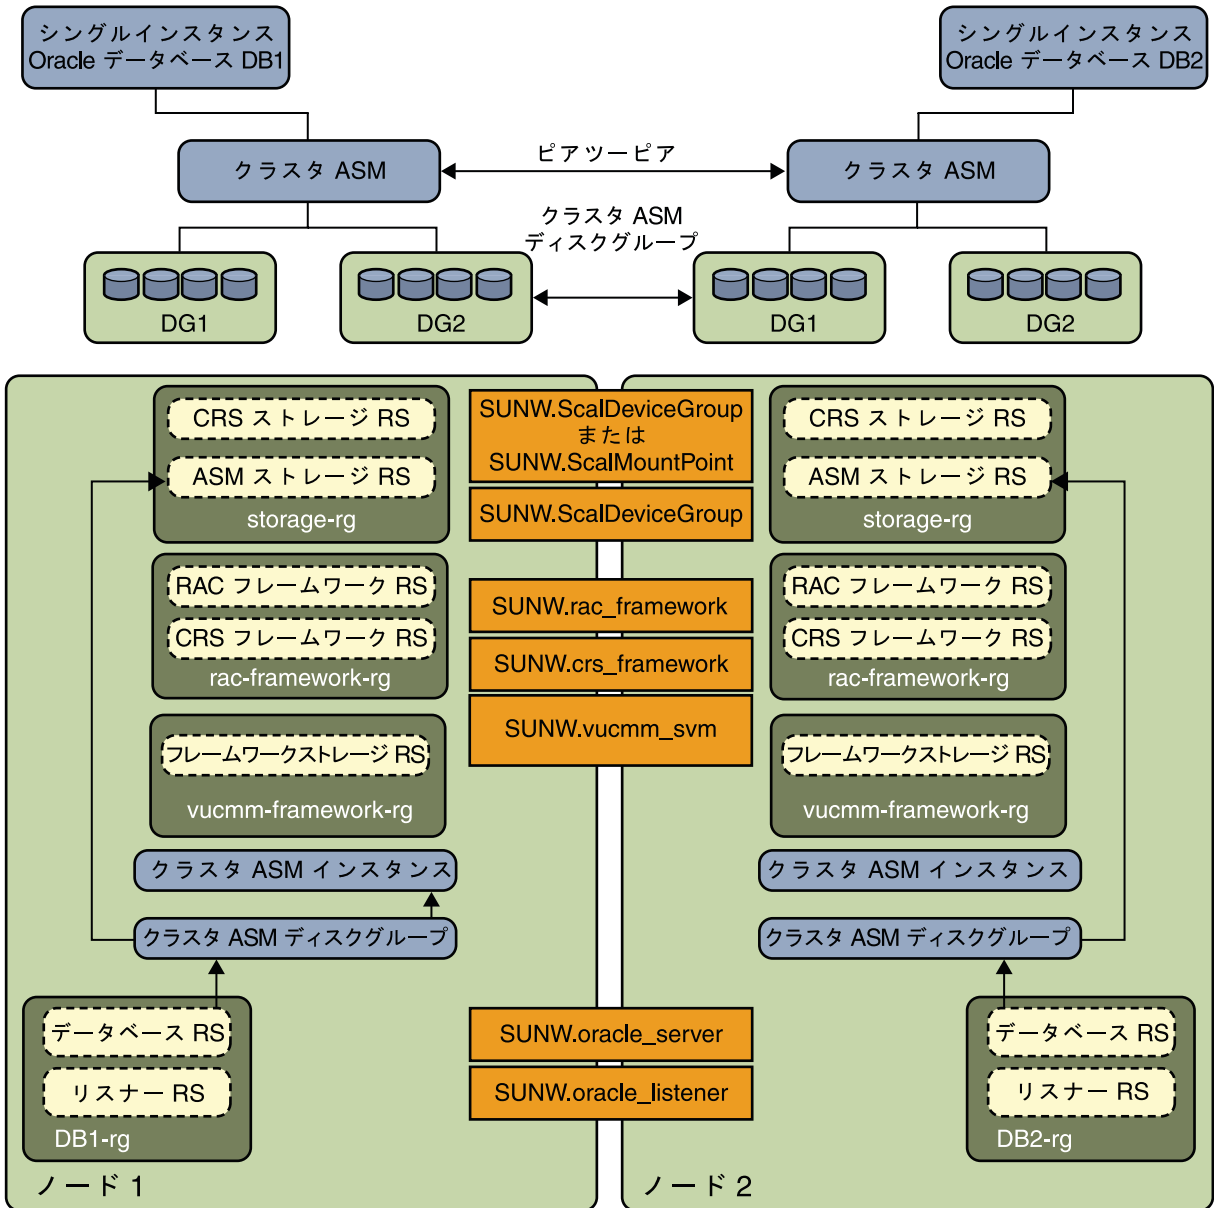 シングルインスタンス
Oracle データベース DB1
シングルインスタンス
Oracle データベース DB2
クラスタ ASM
ピアツーピア
クラスタ ASM
クラスタ ASM
ディスクグループ
DG1
DG2
DG1
DG2
CRS ストレージ RS
ASM ストレージ RS
storage-rg
RAC フレームワーク RS
CRS フレームワーク RS
rac-framework-rg
フレームワークストレージ RS
vucmm-framework-rg
クラスタ ASM インスタンス
クラスタ ASM ディスクグループ
データベース RS
リスナー RS
DB1-rg
ノード 1
SUNW.ScalDeviceGroup
または
SUNW.ScalMountPoint
SUNW.ScalDeviceGroup
SUNW.rac_framework
SUNW.crs_framework
SUNW.vucmm_svm
SUNW.oracle_server
SUNW.oracle_listener
CRS ストレージ RS
ASM ストレージ RS
storage-rg
RAC フレームワーク RS
CRS フレームワーク RS
rac-framework-rg
フレームワークストレージ RS
vucmm-framework-rg
クラスタ ASM インスタンス
クラスタ ASM ディスクグループ
データベース RS
リスナー RS
DB2-rg
ノード 2